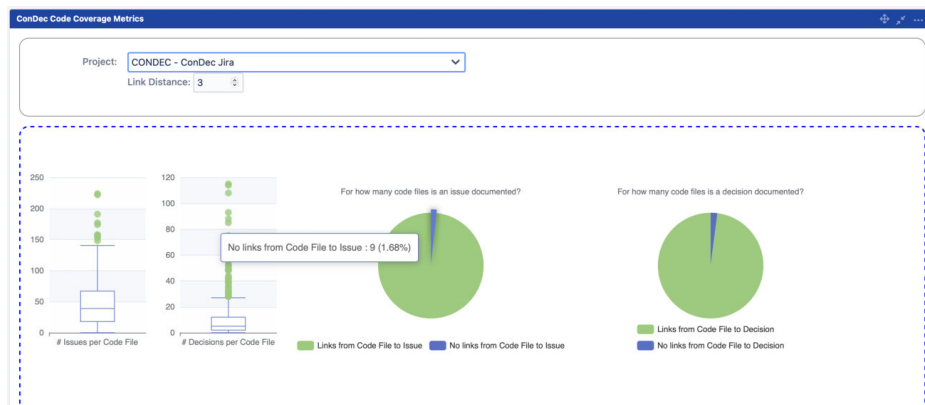 ConDec Code Coverage Metrics
Project: CONDEC - ConDec Jira
Link Distance: 3
250
200
150
100
50
0
# Issues per Code File
120
100
80
60
40
20
0
# Decisions per Code File
For how many code files is an issue documented?
No links from Code File to Issue : 9 (1.68%)
Links from Code File to Issue No links from Code File to Issue
For how many code files is a decision documented?
Links from Code File to Decision
No links from Code File to Decision